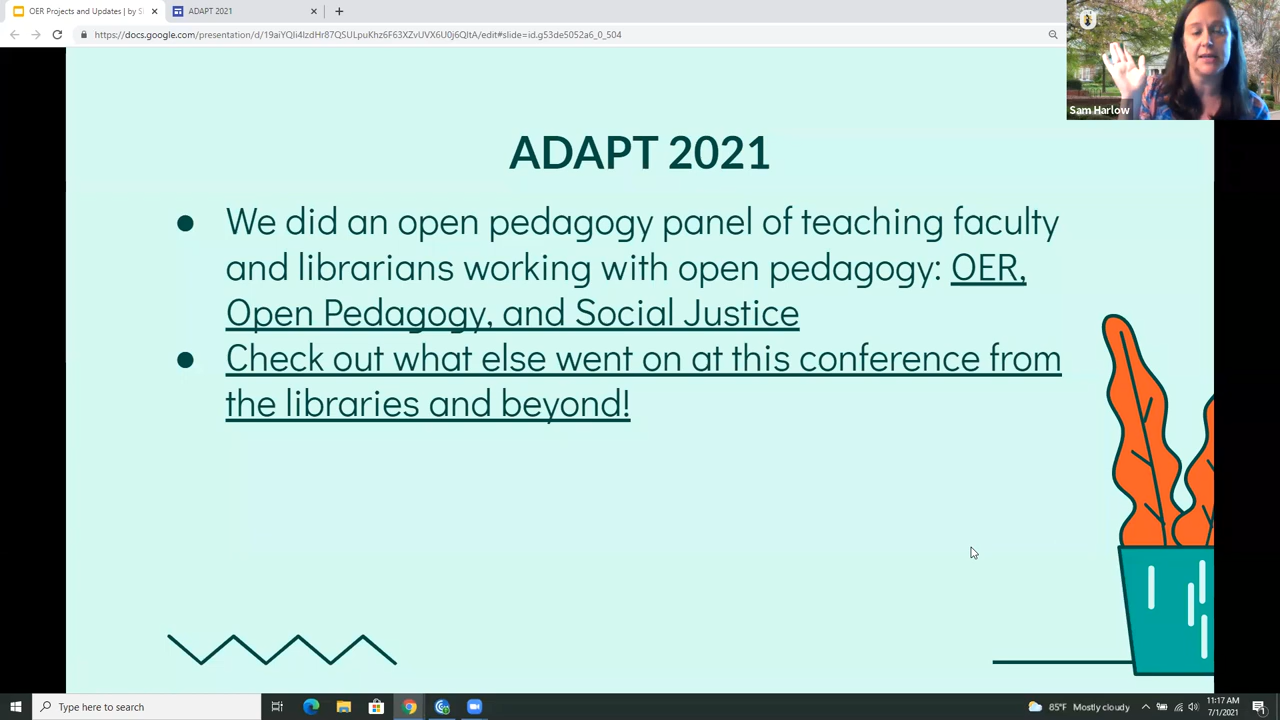 OER Projects and Updates | by S
ADAPT 2021
https://docs.google.com/presentation/d/19aiYQIi4lzdHr87QSULpuKhz6F63XZvUVX6U0j6QItA/edit#slide=id.g53de5052a6_0_504
Sam Harlow
ADAPT 2021
● We did an open pedagogy panel of teaching faculty
and librarians working with open pedagogy: OER,
Open Pedagogy, and Social Justice
● Check out what else went on at this conference from
the libraries and beyond!
Type here to search
85°F Mostly cloudy
11:17 AM
7/1/2021